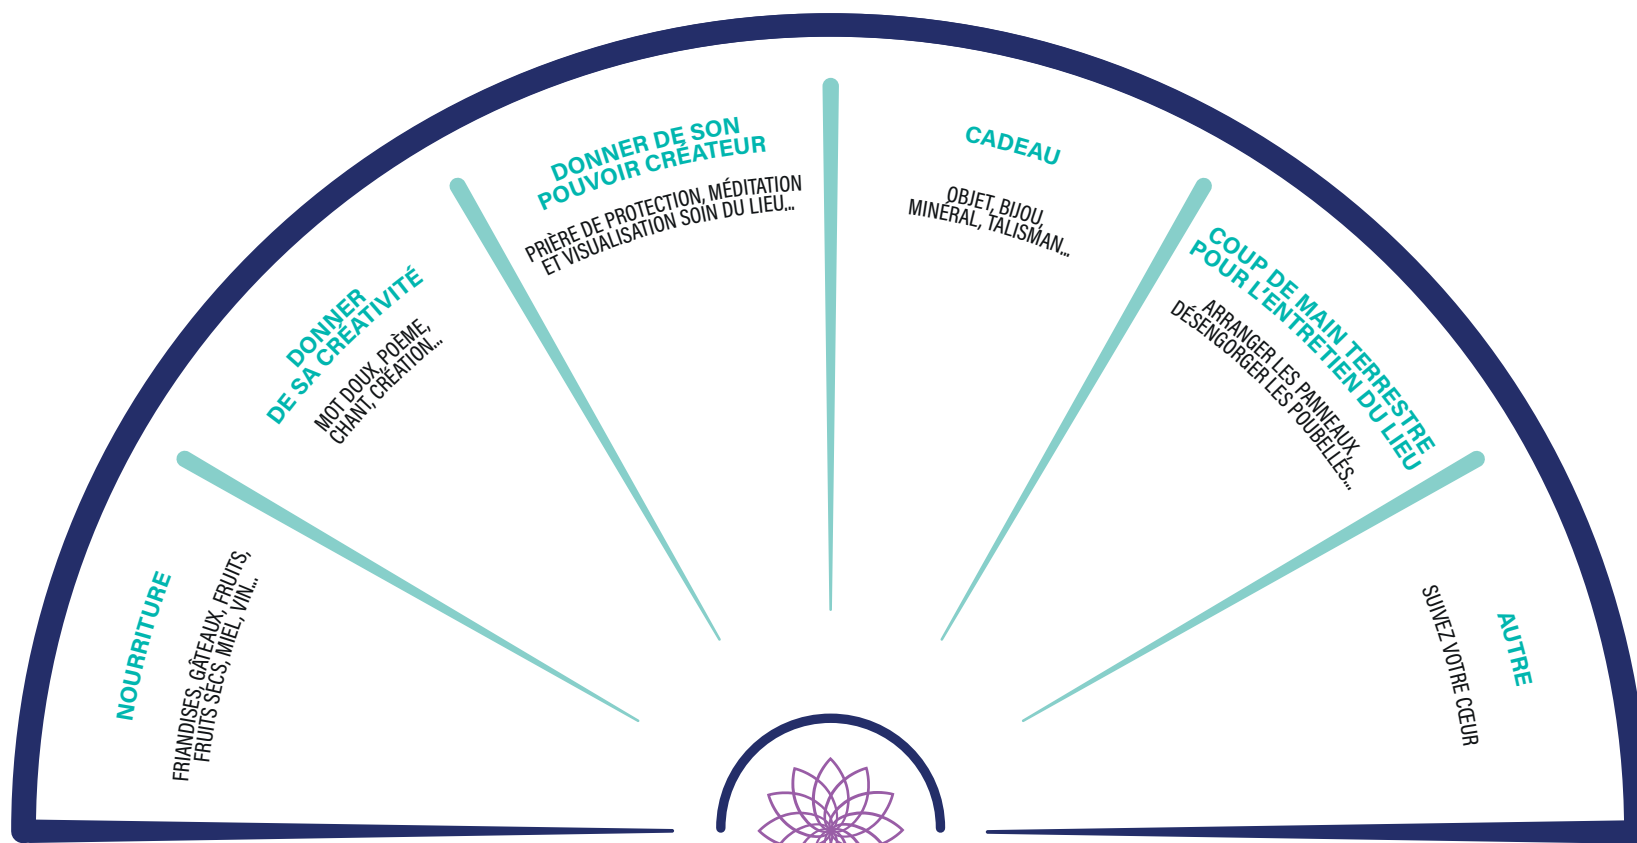 NOURRITURE
FRIANDISES, GÂTEAUX, FRUITS,
FRUITS SECS, MIEL, VIN...
DONNER
DE SA CRÉATIVITÉ
MOT DOUX, POÈME,
CHANT, CRÉATION...
DONNER DE SON
POUVOIR CRÉATEUR
PRIÈRE DE PROTECTION, MÉDITATION
ET VISUALISATION SOIN DU LIEU...
CADEAU
OBJET, BIJOU,
MINÉRAL, TALISMAN...
COUP DE MAIN TERRESTRE
POUR L'ENTRETIEN DU LIEU
ARRANGER LES PANNEAUX,
DÉSENGORGER LES POUBELLES...
AUTRE
SUIVEZ VOTRE CŒUR